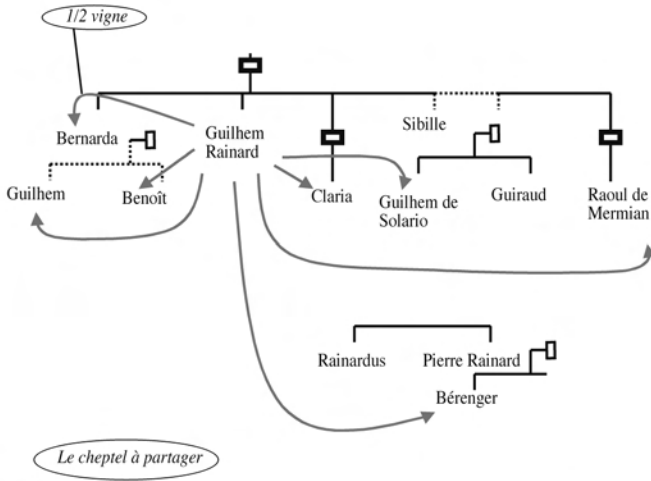 1/2 vigne
Bernarda
Guilhem
Rainard
Sibille
Guilhem
Benoît
Claria
Guilhem de
Solario
Guiraud
Raoul de
Mermian
Rainardus
Pierre Rainard
Bérenger
Le cheptel à partager